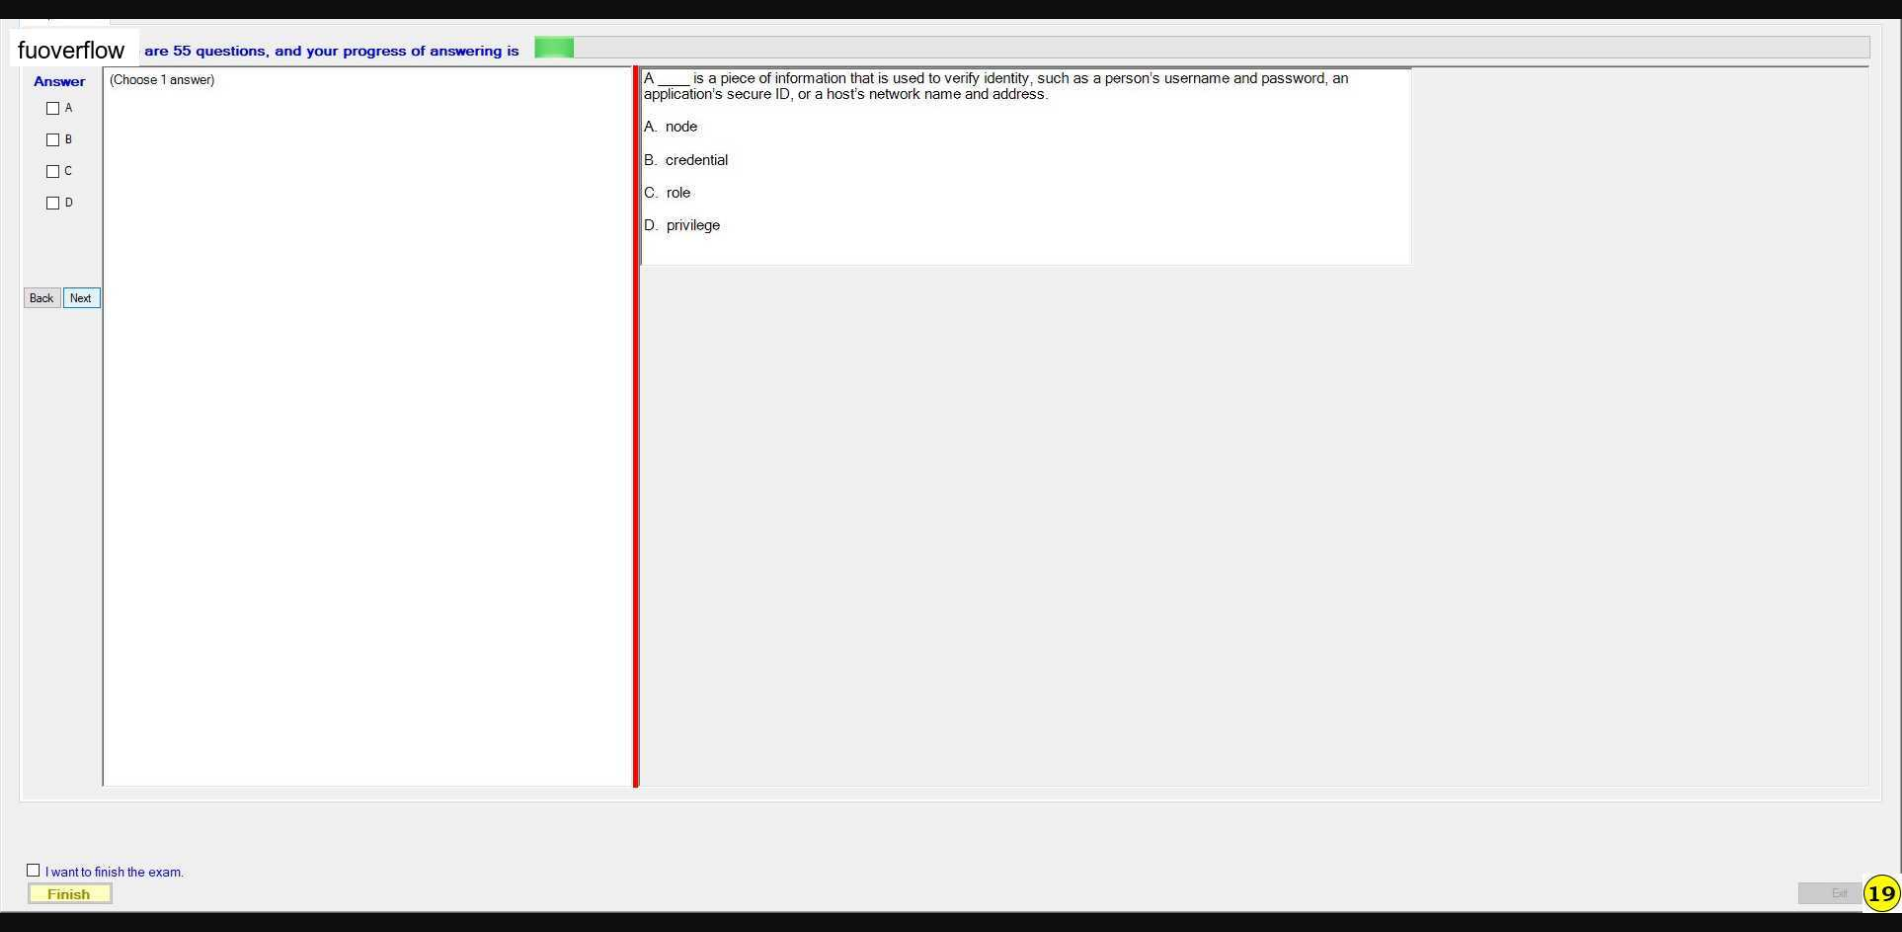 fuoverflow are 55 questions, and your progress of answering is
Answer
(Choose 1 answer)
A
B
C
D
Back Next
A ____ is a piece of information that is used to verify identity, such as a person's username and password, an
application's secure ID, or a host's network name and address.
A. node
B. credential
C. role
D. privilege
I want to finish the exam.
Finish
Exit
19